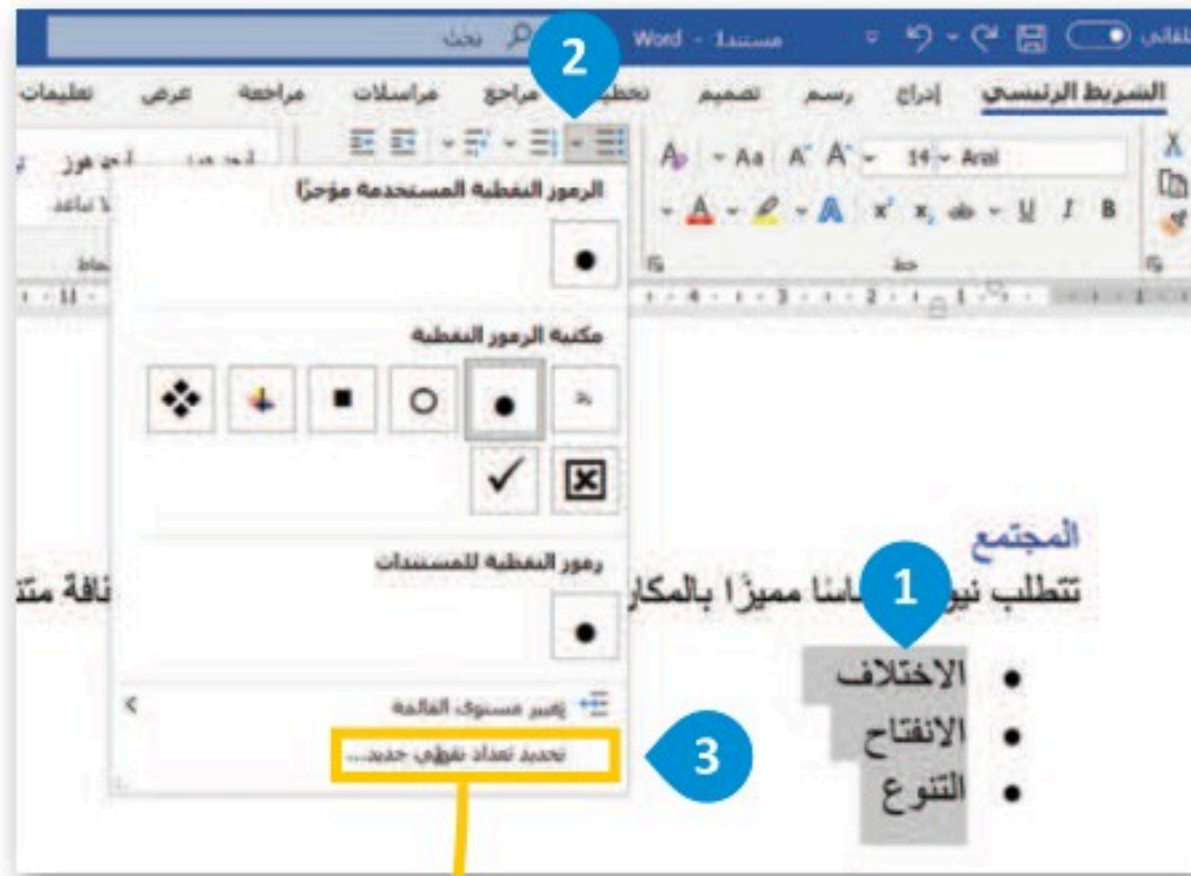 مستند1 - Word
بحث
الشريط الرئيسي إدراج رسم تصميم مراجع مراسلات مراجعة عرض تعليمات
2
Arial 14 Aa
B I U
خط
الرموز النقطية المستخدمة مؤخرًا
مكتبة الرموز النقطية
رموز النقطية للمستندات
تغيير مستوى القائمة
تحديد تعداد نقطي جديد...
3
المجتمع
تتطلب مميزًا
1
• الاختلاف
• الانفتاح
• التنوع